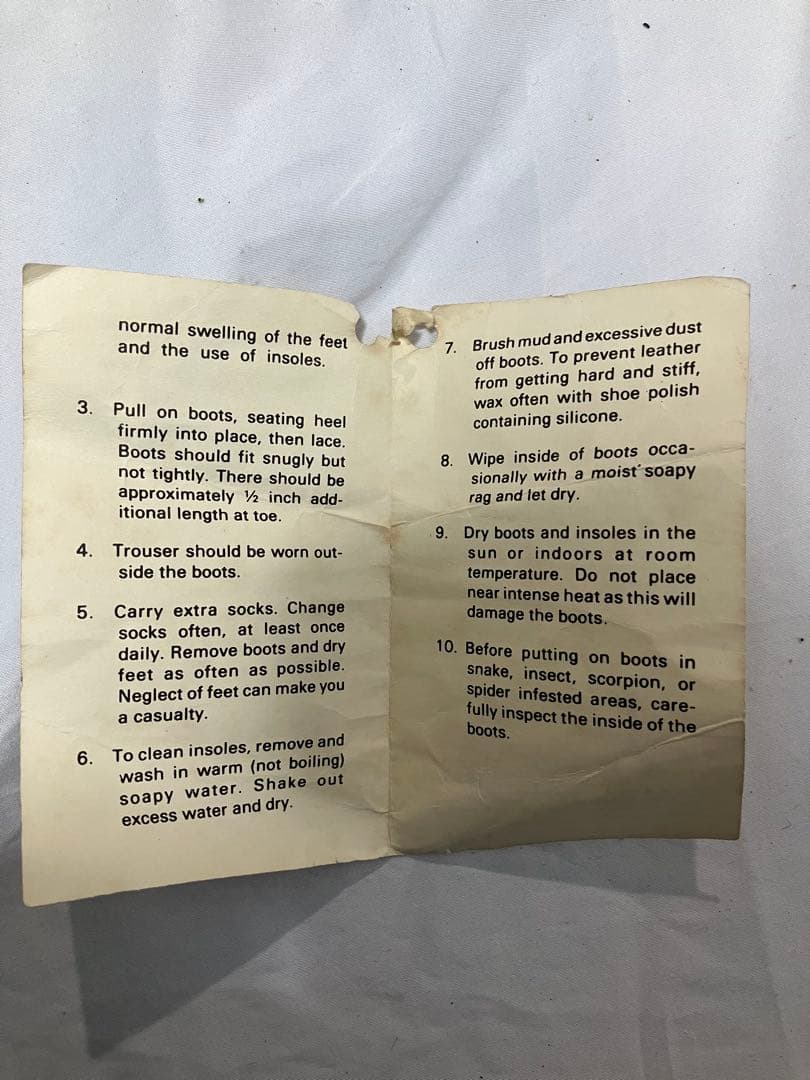 normal swelling of the feet
and the use of insoles.
3. Pull on boots, seating heel
firmly into place, then lace.
Boots should fit snugly but
not tightly. There should be
approximately ½ inch add-
itional length at toe.
4. Trouser should be worn out-
side the boots.
5. Carry extra socks. Change
socks often, at least once
daily. Remove boots and dry
feet as often as possible.
Neglect of feet can make you
a casualty.
6. To clean insoles, remove and
wash in warm (not boiling)
soapy water. Shake out
excess water and dry.
7. Brush mud and excessive dust
off boots. To prevent leather
from getting hard and stiff,
wax often with shoe polish
containing silicone.
8. Wipe inside of boots occa-
sionally with a moist soapy
rag and let dry.
9. Dry boots and insoles in the
sun or indoors at room
temperature. Do not place
near intense heat as this will
damage the boots.
10. Before putting on boots in
snake, insect, scorpion, or
spider infested areas, care-
fully inspect the inside of the
boots.